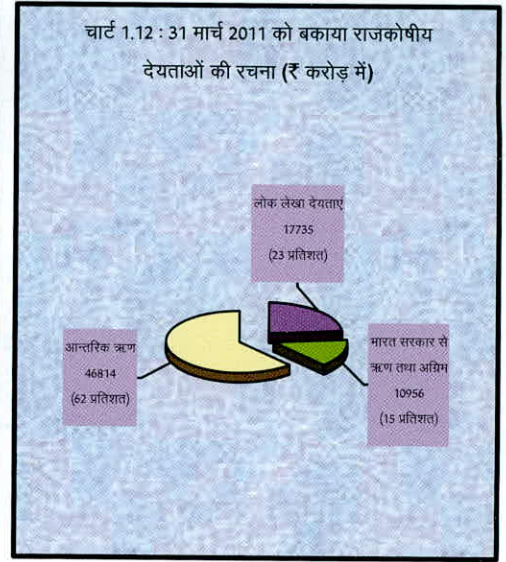 चार्ट 1.12 : 31 मार्च 2011 को बकाया राजकोषीय
देयताओं की रचना (₹ करोड़ में)
लोक लेखा देयताएं
17735
(23 प्रतिशत)
आन्तरिक ऋण
46814
(62 प्रतिशत)
भारत सरकार से
ऋण तथा अग्रिम
10956
(15 प्रतिशत)